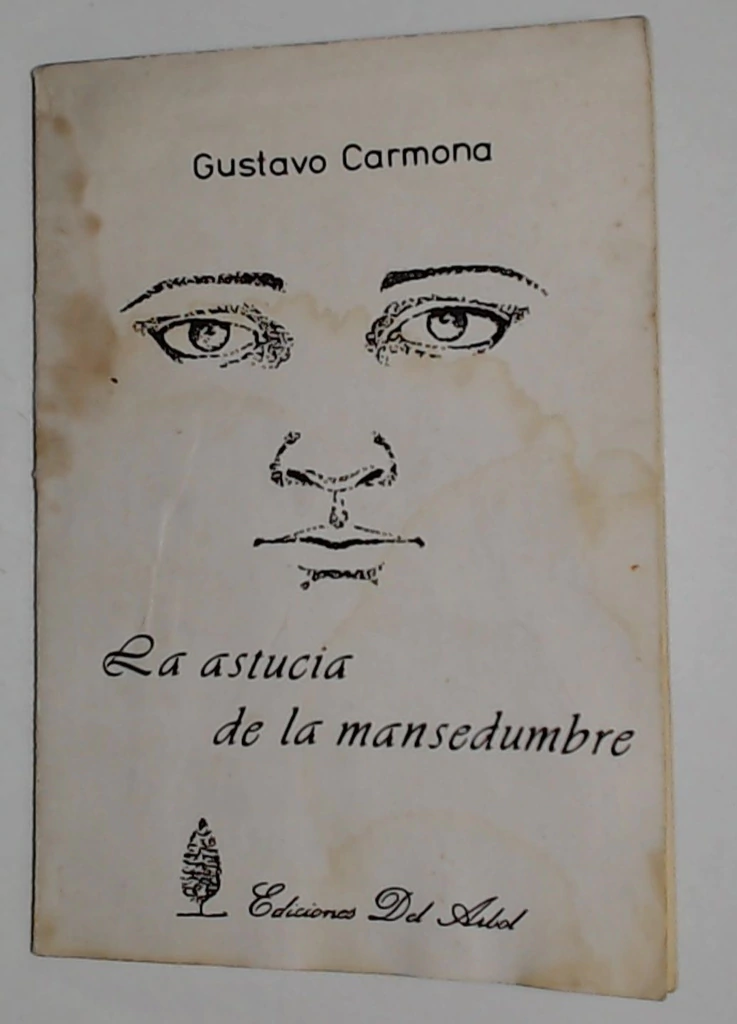 Gustavo Carmona
La astucia
de la mansedumbre
Ediciones Del Arbol